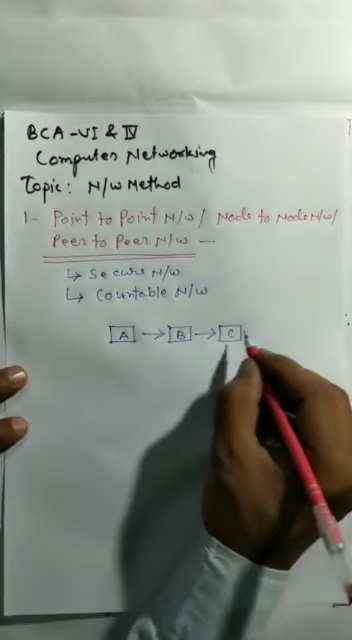 BCA-VI & IV
Computer Networking
Topic: N/W Method
1- Point to Point N/W / Node to Node N/W /
Peer to Peer N/W —
↳ Secure N/W
↳ Countable N/W
A → B → C